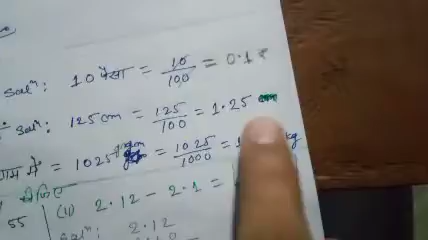 Solⁿ: 10 पैसा = 10/100 = 0.1 ₹
Solⁿ: 125 cm = 125/100 = 1.25
में = 1025 = 1025/1000 = kg
55 (ii) 2.12 - 2.1 =
Solⁿ: 2.12